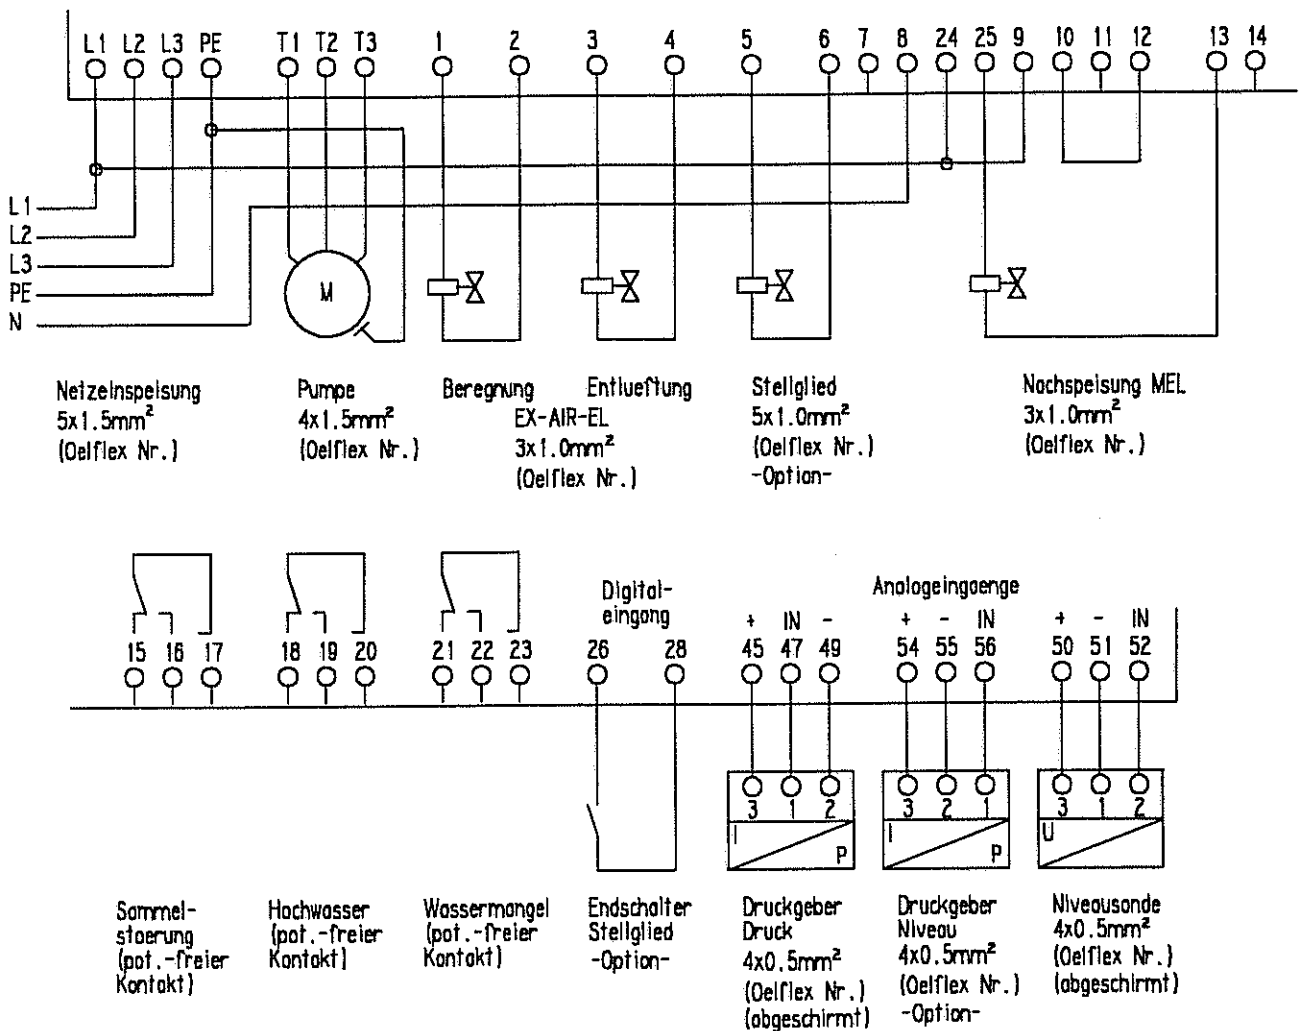 L1 L2 L3 PE T1 T2 T3 1 2 3 4 5 6 7 8 24 25 9 10 11 12 13 14
L1
L2
L3
PE
N
M
Netzeinspeisung
5x1.5mm²
(Oelflex Nr.)
Pumpe
4x1.5mm²
(Oelflex Nr.)
Beregnung Entlueftung
EX-AIR-EL
3x1.0mm²
(Oelflex Nr.)
Stellglied
5x1.0mm²
(Oelflex Nr.)
-Option-
Nachspeisung MEL
3x1.0mm²
(Oelflex Nr.)
Digital-
eingang
Analogeingaenge
+ IN - + - IN + - IN
15 16 17 18 19 20 21 22 23 26 28 45 47 49 54 55 56 50 51 52
3 1 2 3 2 1 3 1 2
I P I P U
Sammel-
stoerung
(pot.-freier
Kontakt)
Hochwasser
(pot.-freier
Kontakt)
Wassermangel
(pot.-freier
Kontakt)
Endschalter
Stellglied
-Option-
Druckgeber
Druck
4x0.5mm²
(Oelflex Nr.)
(abgeschirmt)
Druckgeber
Niveau
4x0.5mm²
(Oelflex Nr.)
-Option-
Niveausonde
4x0.5mm²
(Oelflex Nr.)
(abgeschirmt)